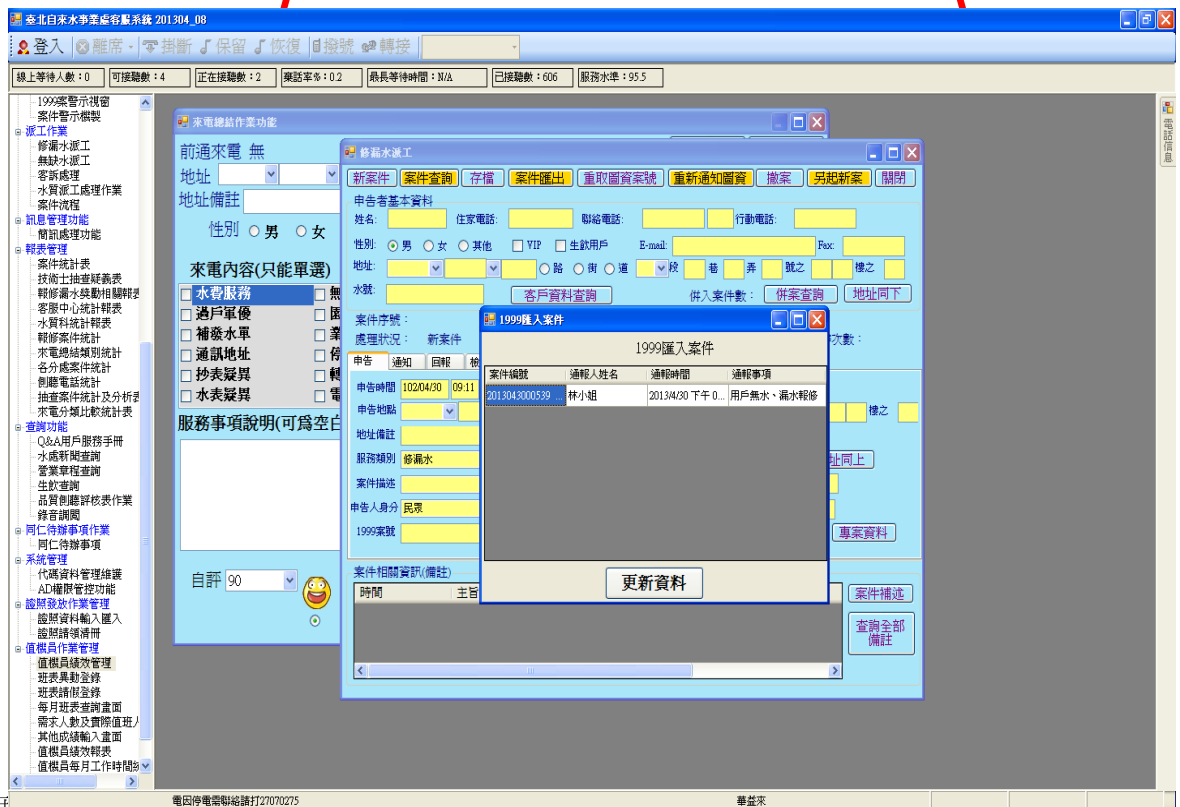 臺北自來水事業處客服系統 201304_08
登入 離席 掛斷 保留 恢復 撥號 轉接
線上等待人數：0 可接聽數：4 正在接聽數：2 棄話率%：0.2 最長等待時間：N/A 已接聽數：606 服務水準：95.5
1999案警示視窗
案件警示模製
派工作業
修漏水派工
無缺水派工
客訴處理
水質派工處理作業
案件流程
訊息管理功能
簡訊處理功能
報表管理
案件統計表
技術士抽查疑義表
報修漏水獎勵相關報表
客服中心統計報表
水質科統計報表
報修案件統計
來電總結類別統計
各分處案件統計
側聽電話統計
抽查案件統計及分析表
來電分類比較統計表
查詢功能
Q&A用戶服務手冊
水處新聞查詢
營業章程查詢
生飲查詢
品質側聽評核表作業
錄音調閱
同仁待辦事項作業
同仁待辦事項
系統管理
代碼資料管理維護
AD權限管控功能
證照發放作業管理
證照資料輸入匯入
證照請領清冊
值機員作業管理
值機員績效管理
班表異動登錄
班表請假登錄
每月班表查詢畫面
需求人數及實際值班人
其他成績輸入畫面
值機員績效報表
值機員每月工作時間
來電總結作業功能
前通來電 無
地址
地址備註
性別 男 女
來電內容(只能單選)
水費服務 無
過戶軍優
補發水單 業
通訊地址 停
抄表疑異 轉
水表疑異 電
服務事項說明(可為空白
自評 90
修漏水派工
新案件 案件查詢 存檔 案件匯出 重取圖資案號 重新通知圖資 撤案 另起新案 關閉
申告者基本資料
姓名: 住家電話: 聯絡電話: 行動電話:
性別: 男 女 其他 VIP 生飲用戶 E-mail: Fax:
地址: 路 街 道 段 巷 弄 號之 樓之
水號: 客戶資料查詢 併入案件數： 併案查詢 地址同下
案件序號：
處理狀況： 新案件 次數：
申告 通知 回報 檢
申告時間 102/04/30 09:11
申告地點 樓之
地址備註
服務類別 修漏水 址同上
案件描述
申告人身分 民眾
1999案號 專案資料
1999匯入案件
1999匯入案件
案件編號 通報人姓名 通報時間 通報事項
2013043000539 ... 林小姐 2013/4/30 下午 0... 用戶無水、漏水報修
更新資料
案件相關資訊(備註)
時間 主旨
案件補述
查詢全部備註
電話信息
電因停電需聯絡請打27070275
華益來